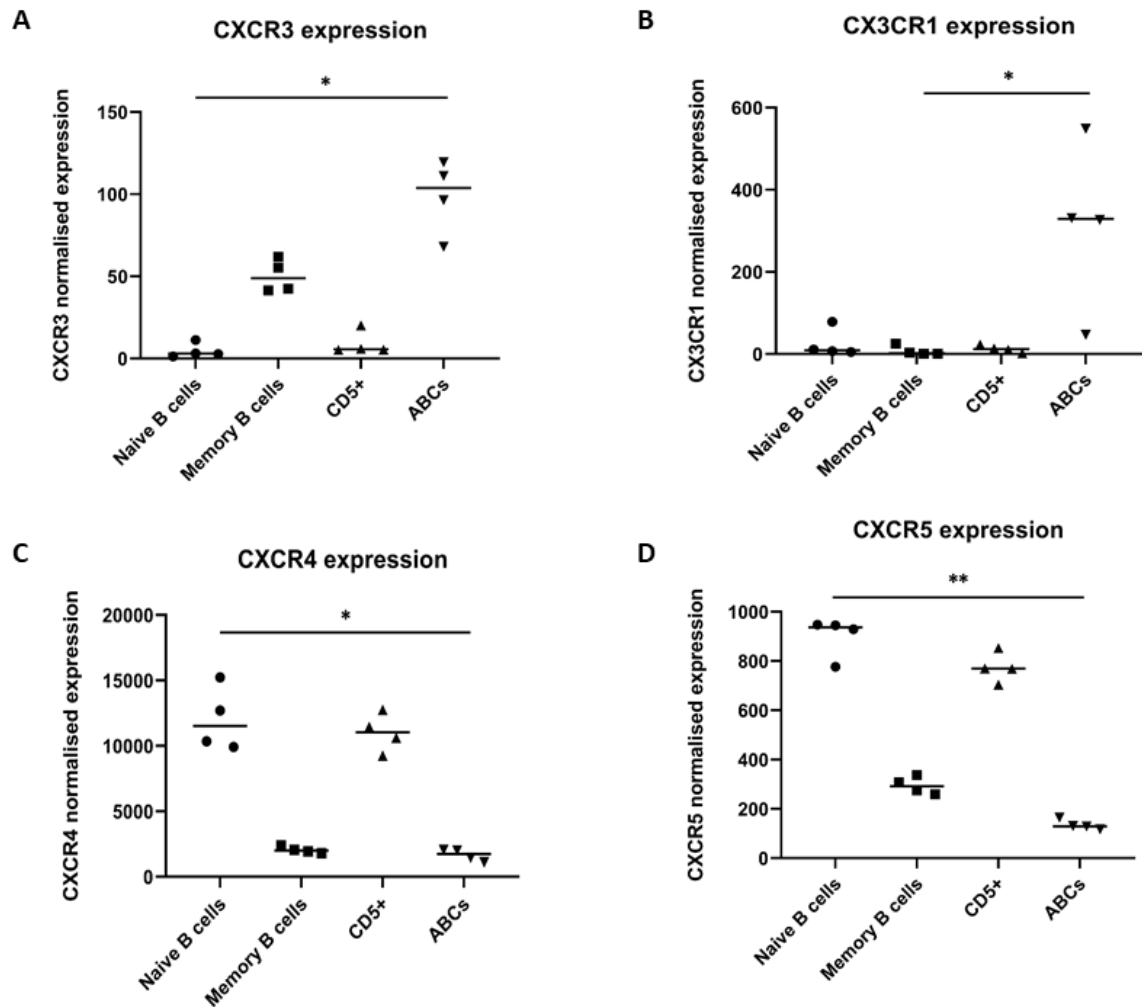 A
CXCR3 expression
*
CXCR3 normalised expression
150
100
50
0
Naive B cells
Memory B cells
CD5+
ABCs
B
CX3CR1 expression
*
CX3CR1 normalised expression
600
400
200
0
Naive B cells
Memory B cells
CD5+
ABCs
C
CXCR4 expression
*
CXCR4 normalised expression
20000
15000
10000
5000
0
Naive B cells
Memory B cells
CD5+
ABCs
D
CXCR5 expression
**
CXCR5 normalised expression
1000
800
600
400
200
0
Naive B cells
Memory B cells
CD5+
ABCs